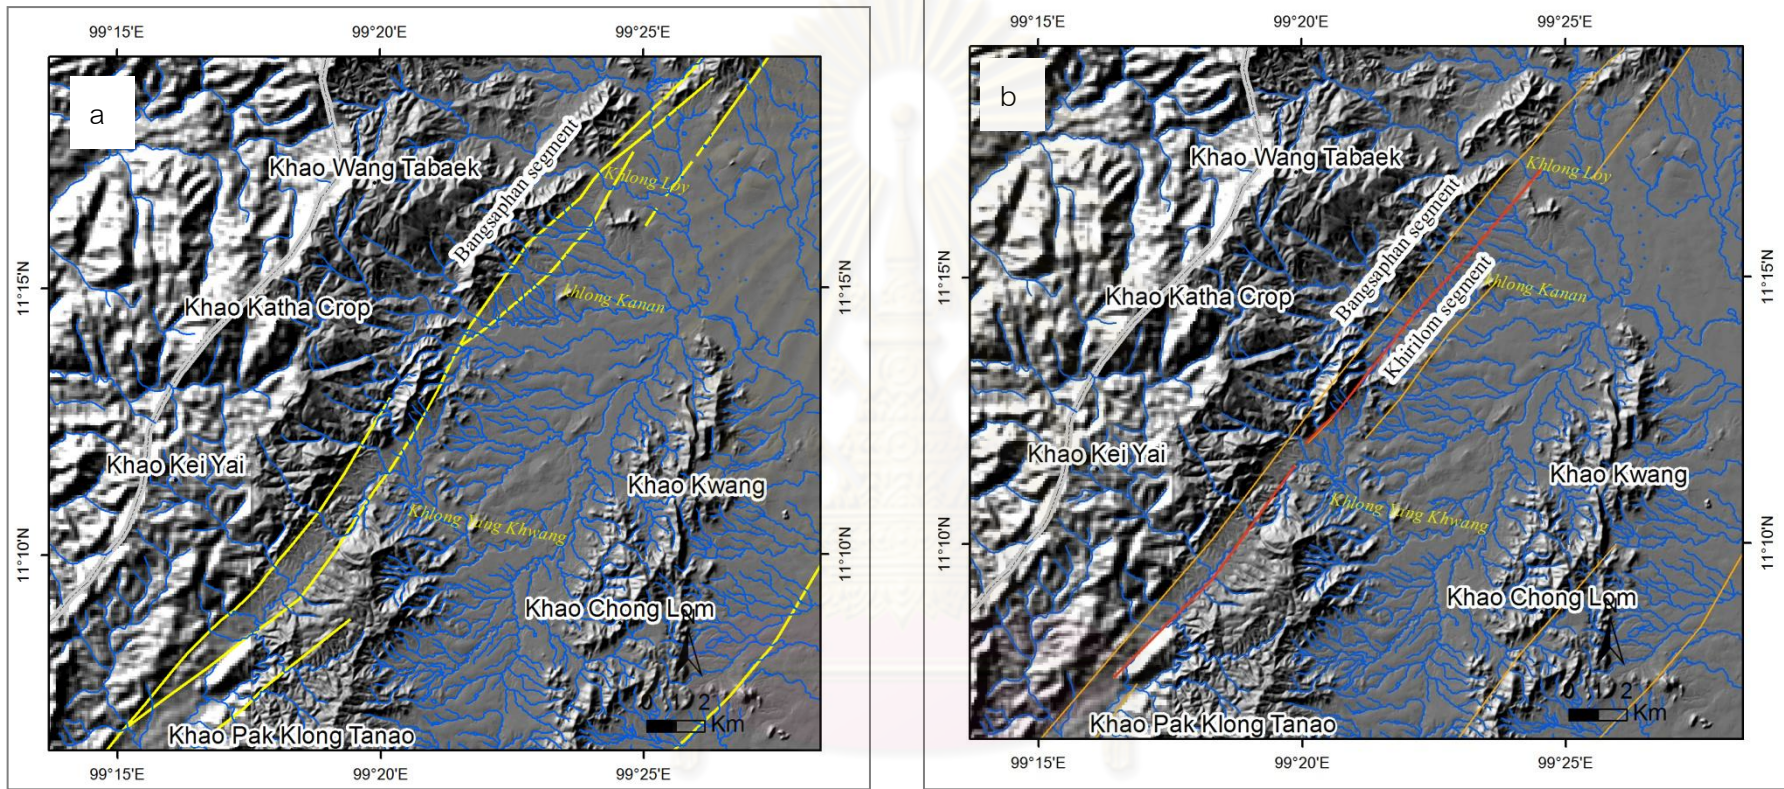 99°15'E 99°20'E 99°25'E
a
Khao Wang Tabaek
Bangsaphan segment
Khlong Loy
11°15'N 11°15'N
khlong Kanan
Khao Katha Crop
Khao Kei Yai
Khao Kwang
Khlong Yang Khwang
11°10'N 11°10'N
Khao Chong Lom
0 2
Km
Khao Pak Klong Tanao
99°15'E 99°20'E 99°25'E
99°15'E 99°20'E 99°25'E
b
Khao Wang Tabaek
Khlong Loy
Bangsaphan segment
11°15'N 11°15'N
khlong Kanan
Khao Katha Crop
Khirilom segment
Khao Kei Yai
Khao Kwang
Khlong Yang Khwang
11°10'N 11°10'N
Khao Chong Lom
0 2
Km
Khao Pak Klong Tanao
99°15'E 99°20'E 99°25'E